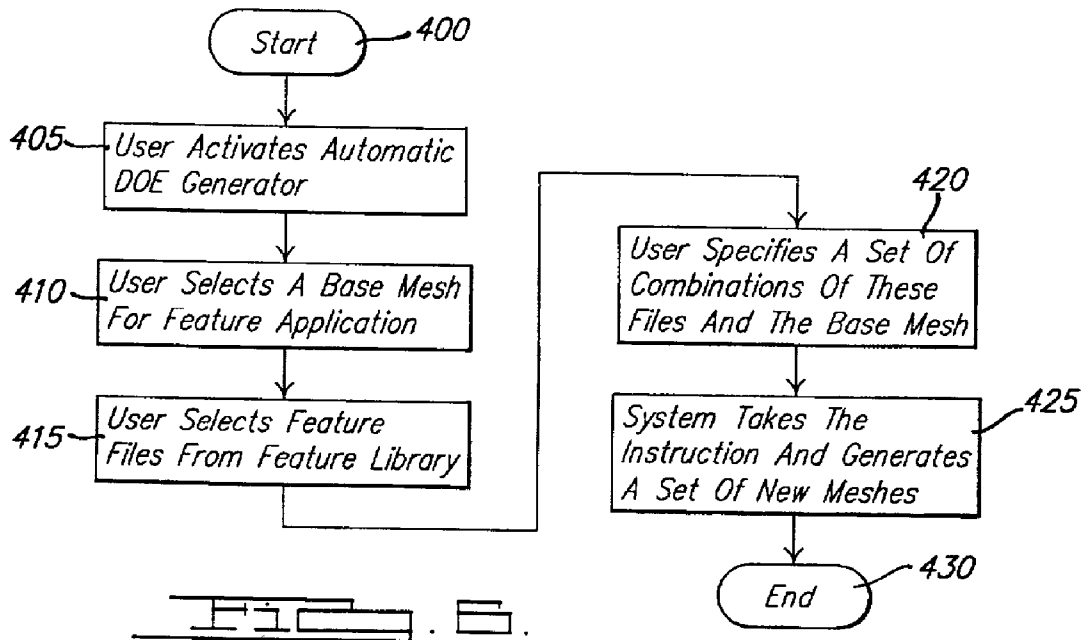 Start
400
405
User Activates Automatic
DOE Generator
410
User Selects A Base Mesh
For Feature Application
415
User Selects Feature
Files From Feature Library
420
User Specifies A Set Of
Combinations Of These
Files And The Base Mesh
425
System Takes The
Instruction And Generates
A Set Of New Meshes
End
430